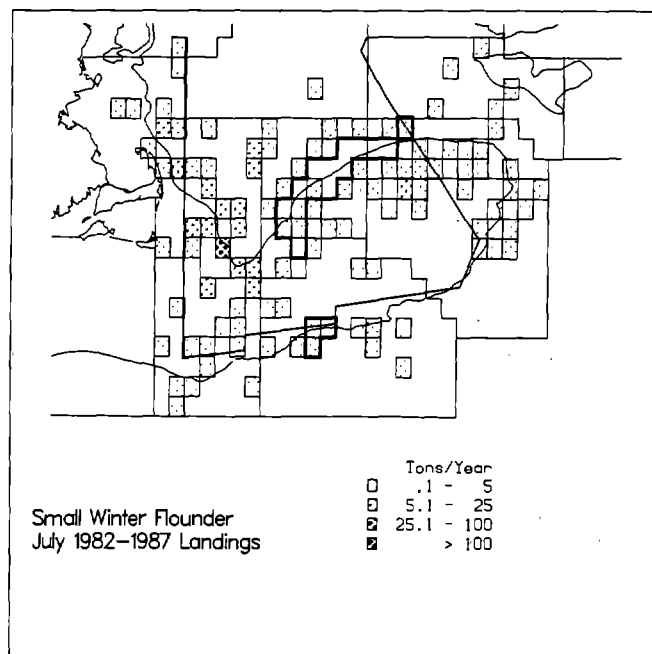 Tons/Year
.1 - 5
5.1 - 25
25.1 - 100
> 100
Small Winter Flounder
July 1982-1987 Landings